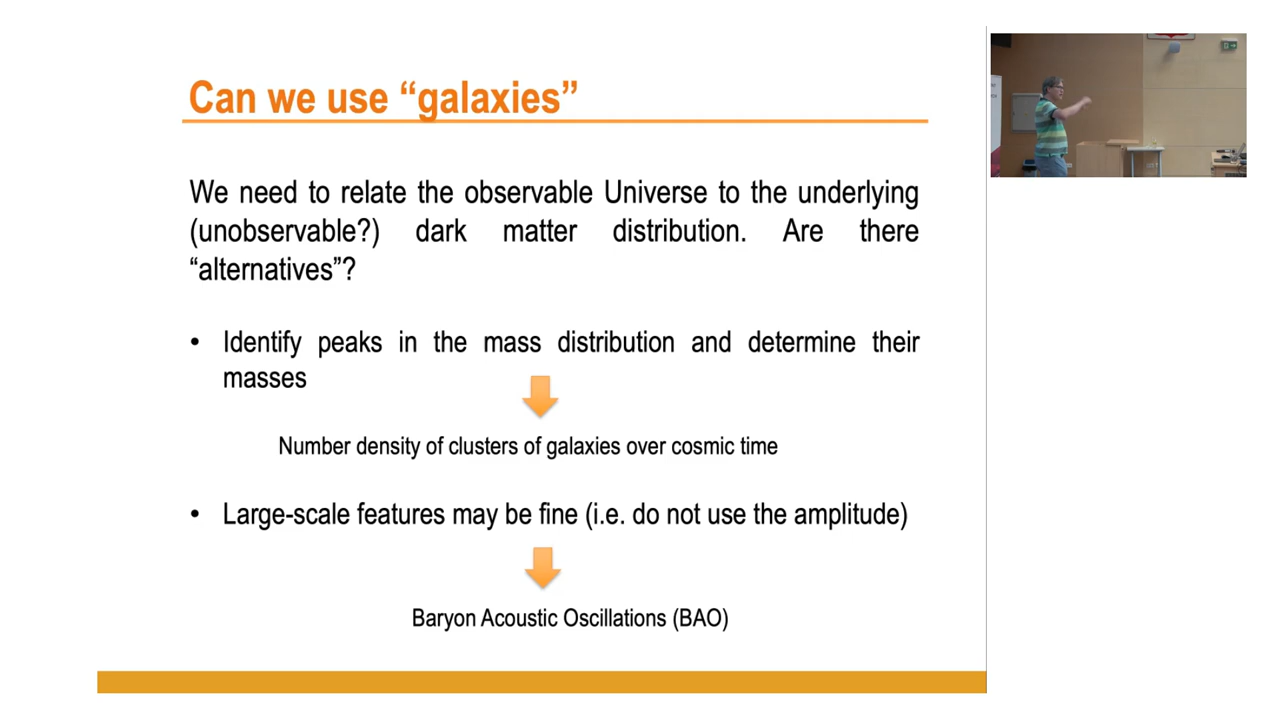 Can we use “galaxies”
We need to relate the observable Universe to the underlying
(unobservable?) dark matter distribution. Are there
“alternatives”?
• Identify peaks in the mass distribution and determine their
masses
Number density of clusters of galaxies over cosmic time
• Large-scale features may be fine (i.e. do not use the amplitude)
Baryon Acoustic Oscillations (BAO)